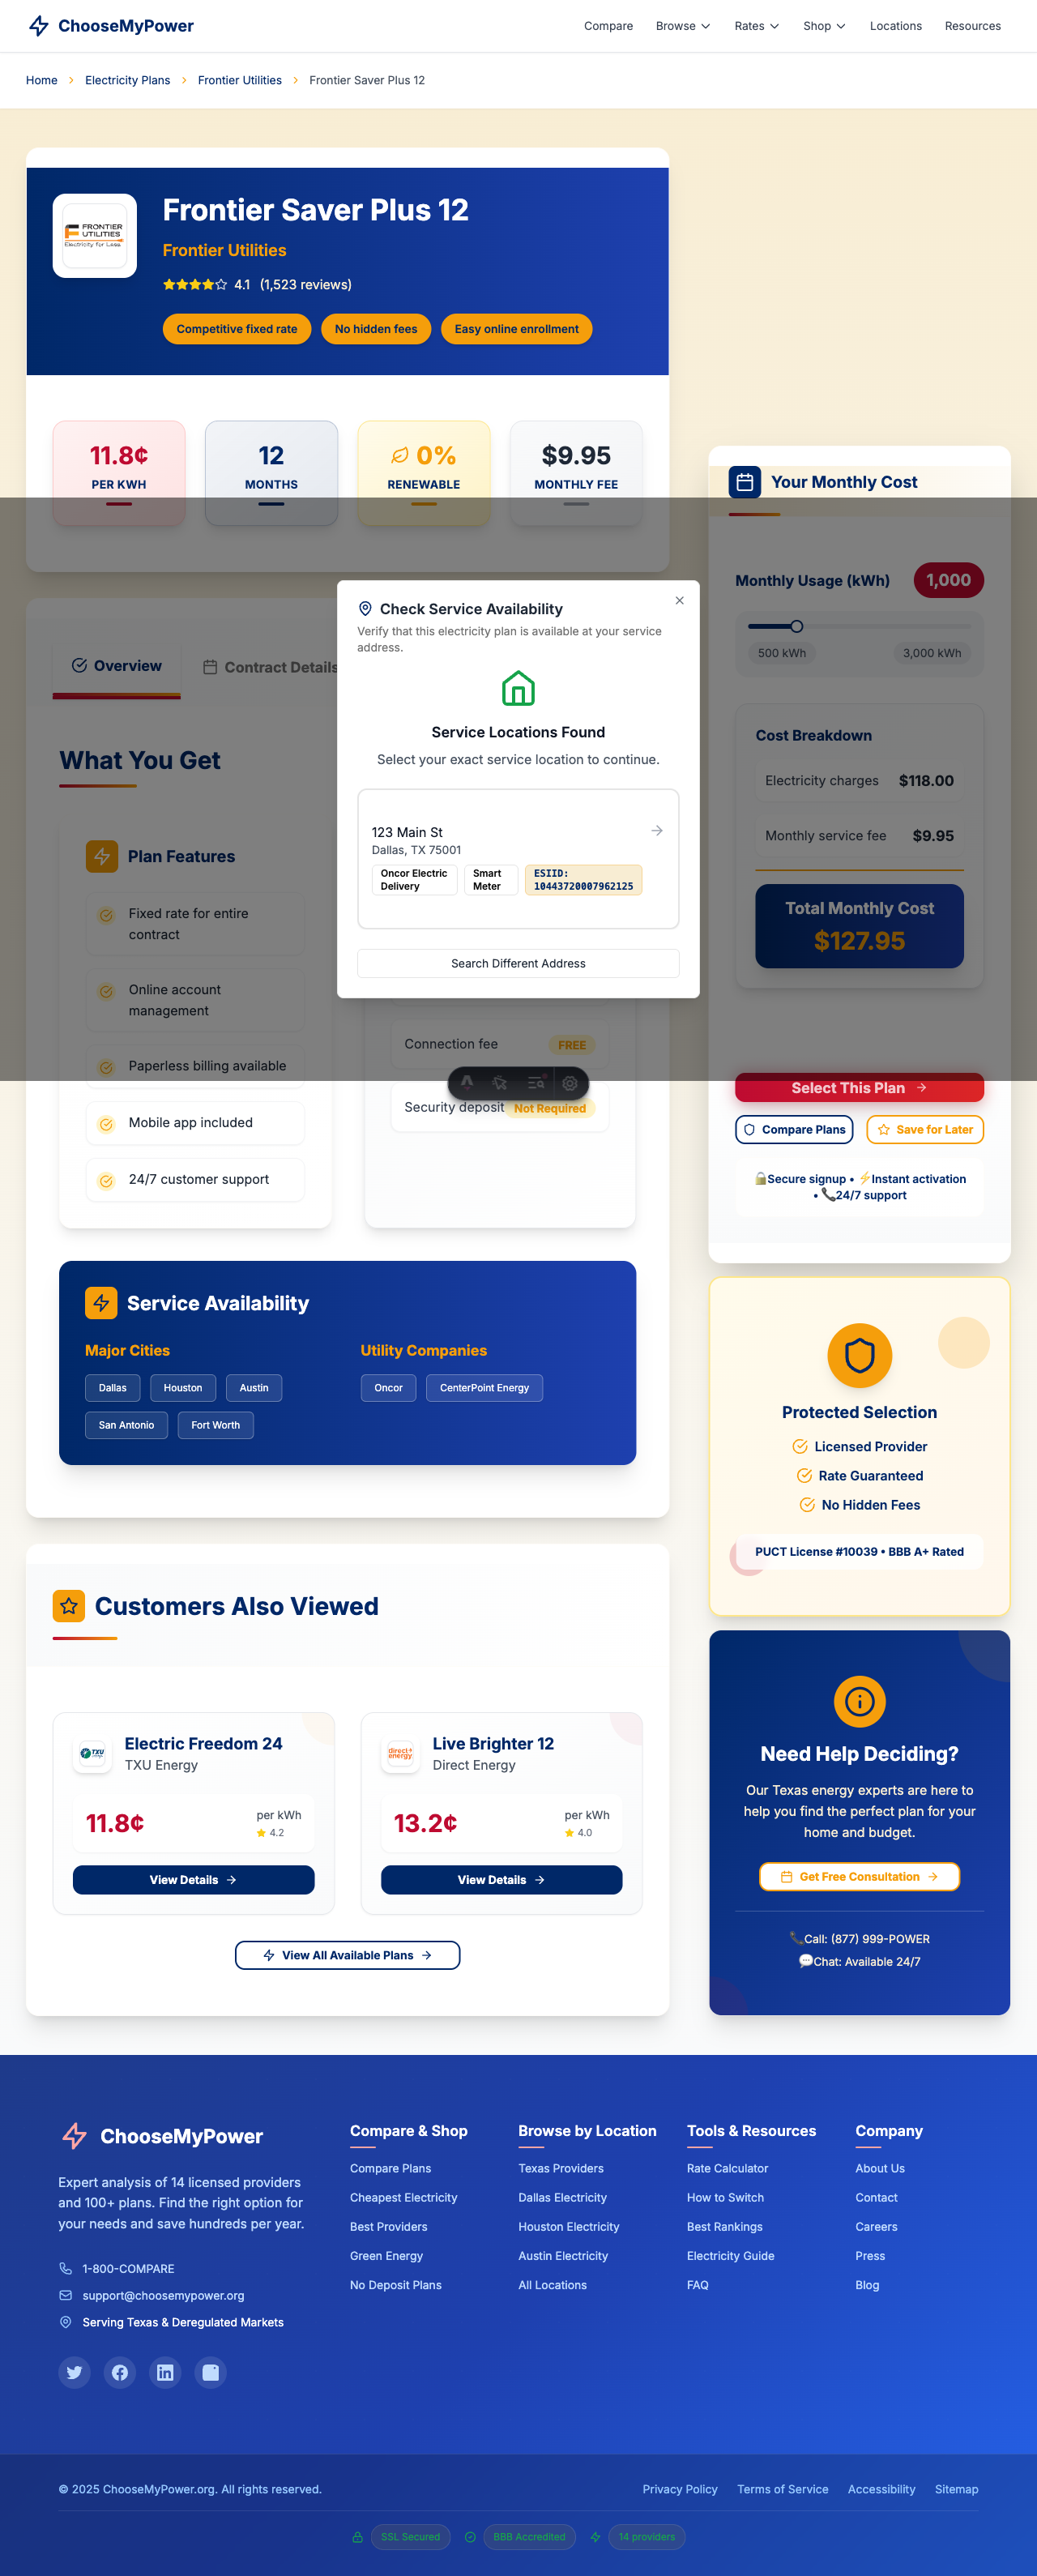 ChooseMyPower
Compare Browse Rates Shop Locations Resources
Home Electricity Plans Frontier Utilities Frontier Saver Plus 12
FRONTIER
UTILITIES
Electricity for Less.
Frontier Saver Plus 12
Frontier Utilities
4.1 (1,523 reviews)
Competitive fixed rate No hidden fees Easy online enrollment
11.8¢
PER KWH
12
MONTHS
0%
RENEWABLE
$9.95
MONTHLY FEE
Your Monthly Cost
Monthly Usage (kWh) 1,000
500 kWh 3,000 kWh
Cost Breakdown
Electricity charges $118.00
Monthly service fee $9.95
Total Monthly Cost
$127.95
Select This Plan
Compare Plans Save for Later
🔒Secure signup • ⚡Instant activation
• 📞24/7 support
Overview Contract Details
Check Service Availability
Verify that this electricity plan is available at your service
address.
Service Locations Found
Select your exact service location to continue.
123 Main St
Dallas, TX 75001
Oncor Electric
Delivery
Smart
Meter
ESIID:
10443720007962125
Search Different Address
What You Get
Plan Features
Fixed rate for entire
contract
Online account
management
Paperless billing available
Mobile app included
24/7 customer support
Connection fee FREE
Security deposit Not Required
Service Availability
Major Cities
Dallas Houston Austin
San Antonio Fort Worth
Utility Companies
Oncor CenterPoint Energy
Protected Selection
Licensed Provider
Rate Guaranteed
No Hidden Fees
PUCT License #10039 • BBB A+ Rated
Customers Also Viewed
TXU
Electric Freedom 24
TXU Energy
11.8¢
per kWh
4.2
View Details
direct
energy
Live Brighter 12
Direct Energy
13.2¢
per kWh
4.0
View Details
View All Available Plans
Need Help Deciding?
Our Texas energy experts are here to
help you find the perfect plan for your
home and budget.
Get Free Consultation
📞Call: (877) 999-POWER
💬Chat: Available 24/7
ChooseMyPower
Expert analysis of 14 licensed providers
and 100+ plans. Find the right option for
your needs and save hundreds per year.
1-800-COMPARE
support@choosemypower.org
Serving Texas & Deregulated Markets
Compare & Shop
Compare Plans
Cheapest Electricity
Best Providers
Green Energy
No Deposit Plans
Browse by Location
Texas Providers
Dallas Electricity
Houston Electricity
Austin Electricity
All Locations
Tools & Resources
Rate Calculator
How to Switch
Best Rankings
Electricity Guide
FAQ
Company
About Us
Contact
Careers
Press
Blog
© 2025 ChooseMyPower.org. All rights reserved.
Privacy Policy Terms of Service Accessibility Sitemap
SSL Secured BBB Accredited 14 providers